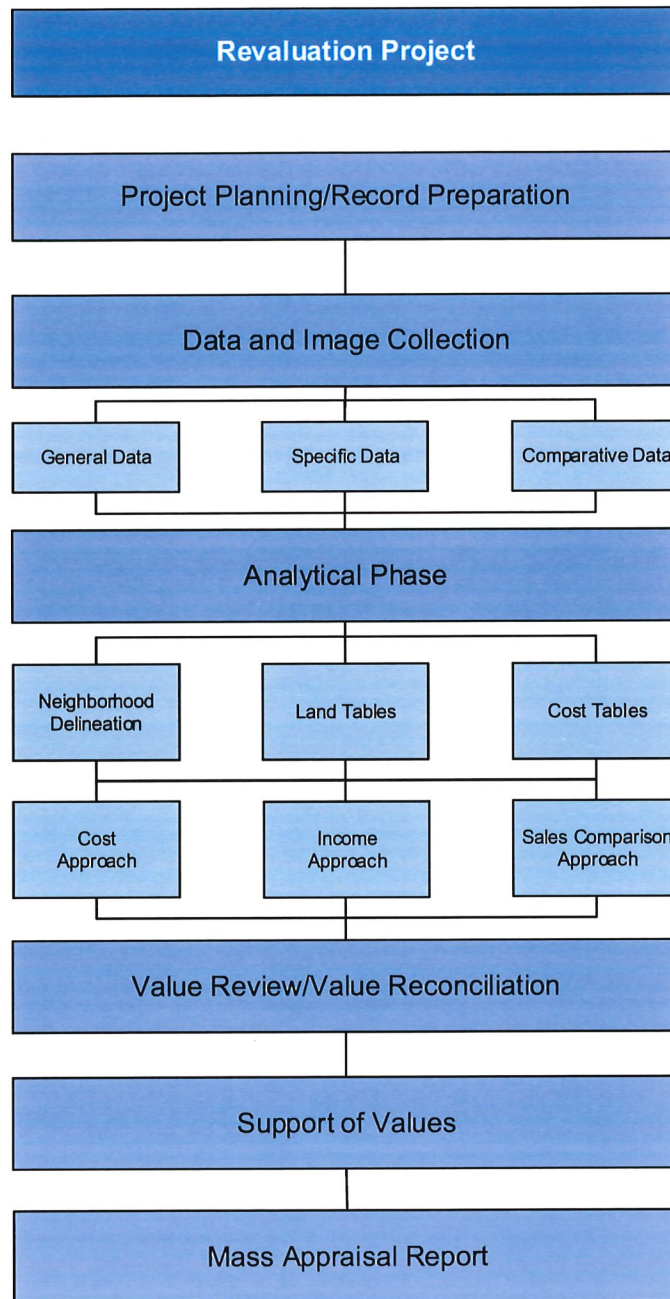 Revaluation Project
Project Planning/Record Preparation
Data and Image Collection
General Data
Specific Data
Comparative Data
Analytical Phase
Neighborhood
Delineation
Land Tables
Cost Tables
Cost
Approach
Income
Approach
Sales Comparison
Approach
Value Review/Value Reconciliation
Support of Values
Mass Appraisal Report